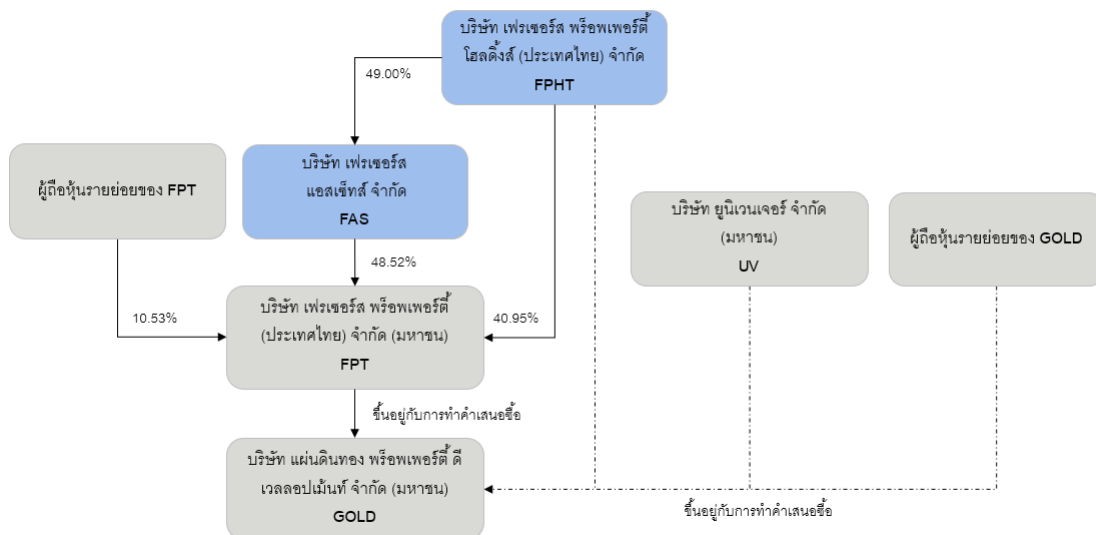 บริษัท เฟรเซอร์ส พร็อพเพอร์ตี้
โฮลดิ้งส์ (ประเทศไทย) จำกัด
FPHT
49.00%
บริษัท เฟรเซอร์ส
แอสเซ็ทส์ จำกัด
FAS
ผู้ถือหุ้นรายย่อยของ FPT
บริษัท ยูนิเวนเจอร์ จำกัด
(มหาชน)
UV
ผู้ถือหุ้นรายย่อยของ GOLD
48.52%
10.53%
40.95%
บริษัท เฟรเซอร์ส พร็อพเพอร์ตี้
(ประเทศไทย) จำกัด (มหาชน)
FPT
ขึ้นอยู่กับการทำคำเสนอซื้อ
บริษัท แผ่นดินทอง พร็อพเพอร์ตี้ ดี
เวลลอปเม้นท์ จำกัด (มหาชน)
GOLD
ขึ้นอยู่กับการทำคำเสนอซื้อ